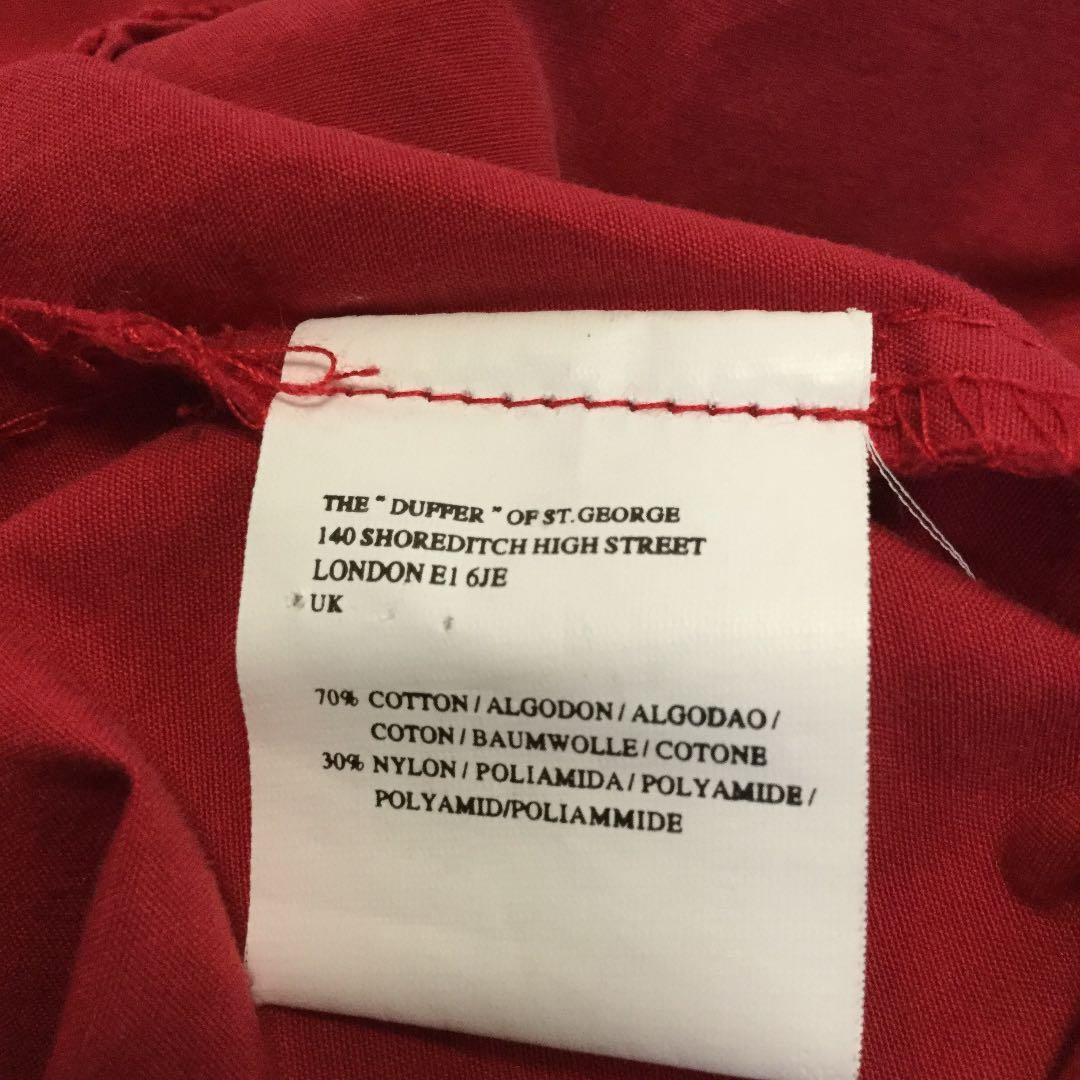 THE " DUFFER " OF ST.GEORGE
140 SHOREDITCH HIGH STREET
LONDON E1 6JE
UK
70% COTTON / ALGODON / ALGODAO /
COTON / BAUMWOLLE / COTONE
30% NYLON / POLIAMIDA / POLYAMIDE /
POLYAMID/POLIAMMIDE